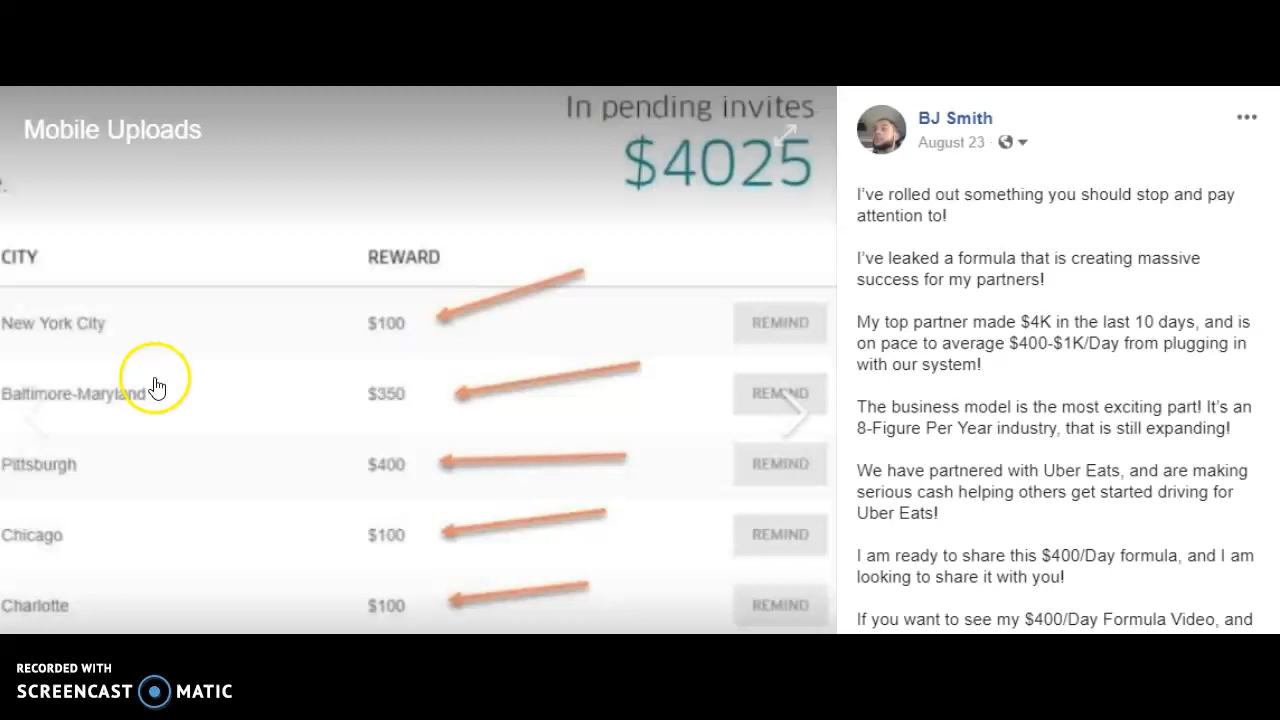 Mobile Uploads
In pending invites
$4025
e.
CITY REWARD
New York City $100 REMIND
Baltimore-Maryland $350 REMIND
Pittsburgh $400 REMIND
Chicago $100 REMIND
Charlotte $100 REMIND
BJ Smith
August 23
I've rolled out something you should stop and pay
attention to!
I've leaked a formula that is creating massive
success for my partners!
My top partner made $4K in the last 10 days, and is
on pace to average $400-$1K/Day from plugging in
with our system!
The business model is the most exciting part! It's an
8-Figure Per Year industry, that is still expanding!
We have partnered with Uber Eats, and are making
serious cash helping others get started driving for
Uber Eats!
I am ready to share this $400/Day formula, and I am
looking to share it with you!
If you want to see my $400/Day Formula Video, and
RECORDED WITH
SCREENCAST MATIC